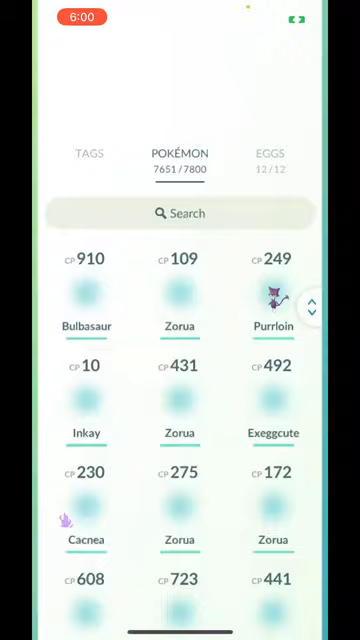 6:00
TAGS POKÉMON EGGS
7651 / 7800 12 / 12
Search
CP 910 CP 109 CP 249
Bulbasaur Zorua Purrloin
CP 10 CP 431 CP 492
Inkay Zorua Exeggcute
CP 230 CP 275 CP 172
Cacnea Zorua Zorua
CP 608 CP 723 CP 441